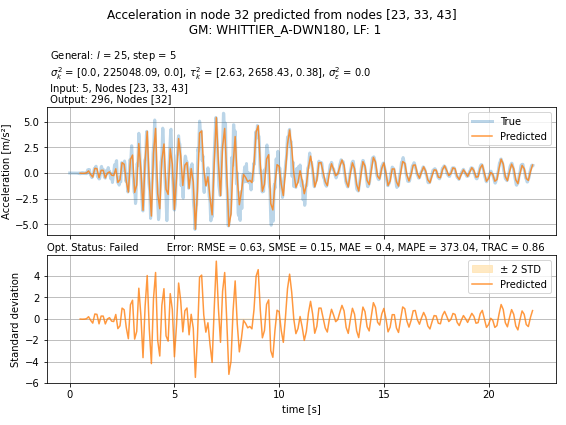 Acceleration in node 32 predicted from nodes [23, 33, 43]
GM: WHITTIER_A-DWN180, LF: 1
General: l = 25, step = 5
σ²ₖ = [0.0, 225048.09, 0.0], τ²ₖ = [2.63, 2658.43, 0.38], σ²ε = 0.0
Input: 5, Nodes [23, 33, 43]
Output: 296, Nodes [32]
Acceleration [m/s²]
5.0
2.5
0.0
−2.5
−5.0
True
Predicted
Opt. Status: Failed Error: RMSE = 0.63, SMSE = 0.15, MAE = 0.4, MAPE = 373.04, TRAC = 0.86
Standard deviation
4
2
0
−2
−4
−6
± 2 STD
Predicted
0 5 10 15 20
time [s]